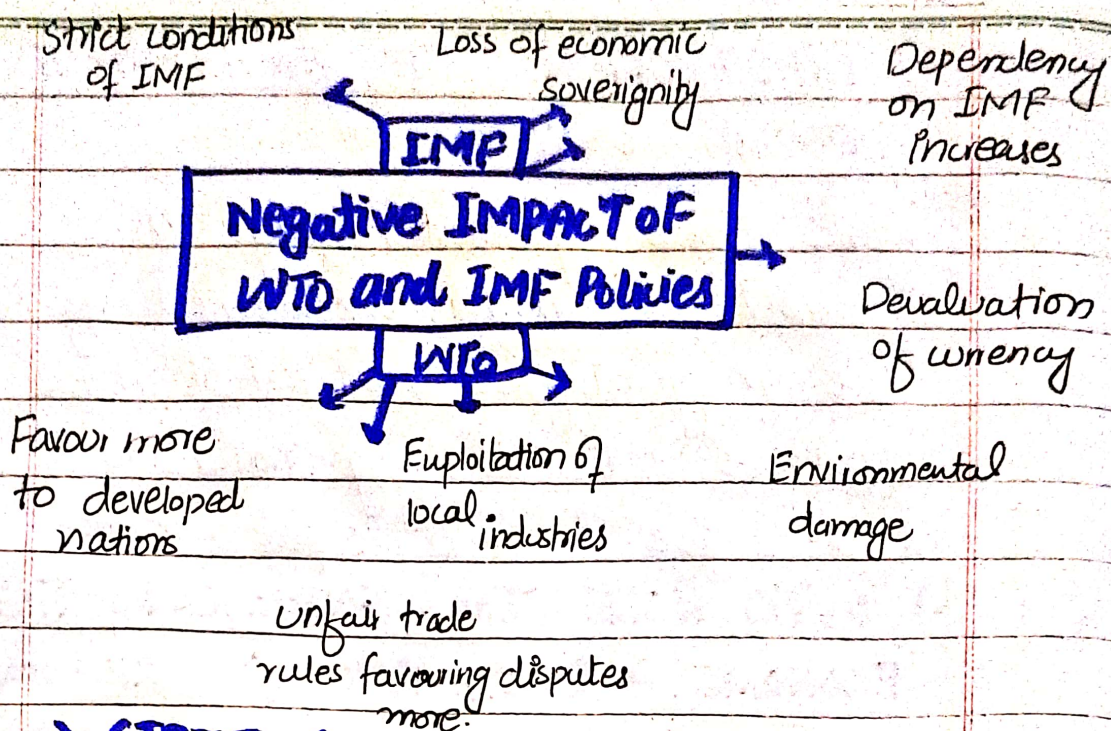 Strict conditions
of IMF
Loss of economic
soverignity
Dependency
on IMF
increases
IMF
Negative IMPACT OF
WTO and IMF Policies
Devaluation
of currency
WTO
Favour more
to developed
nations
Exploitation of
local industries
Environmental
damage
unfair trade
rules favouring disputes
more.